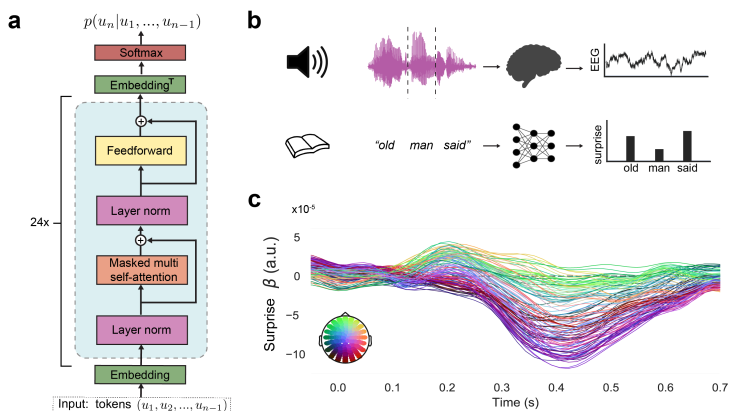 a
p(u_n|u_1, ..., u_{n−1})
Softmax
Embedding^T
Feedforward
Layer norm
24x
Masked multi
self-attention
Layer norm
Embedding
Input: tokens (u_1, u_2, ..., u_{n−1})
b
EEG
"old man said"
surprise
old man said
c
x10^-5
Surprise β (a.u.)
5
0
−5
−10
0.0 0.1 0.2 0.3 0.4 0.5 0.6 0.7
Time (s)